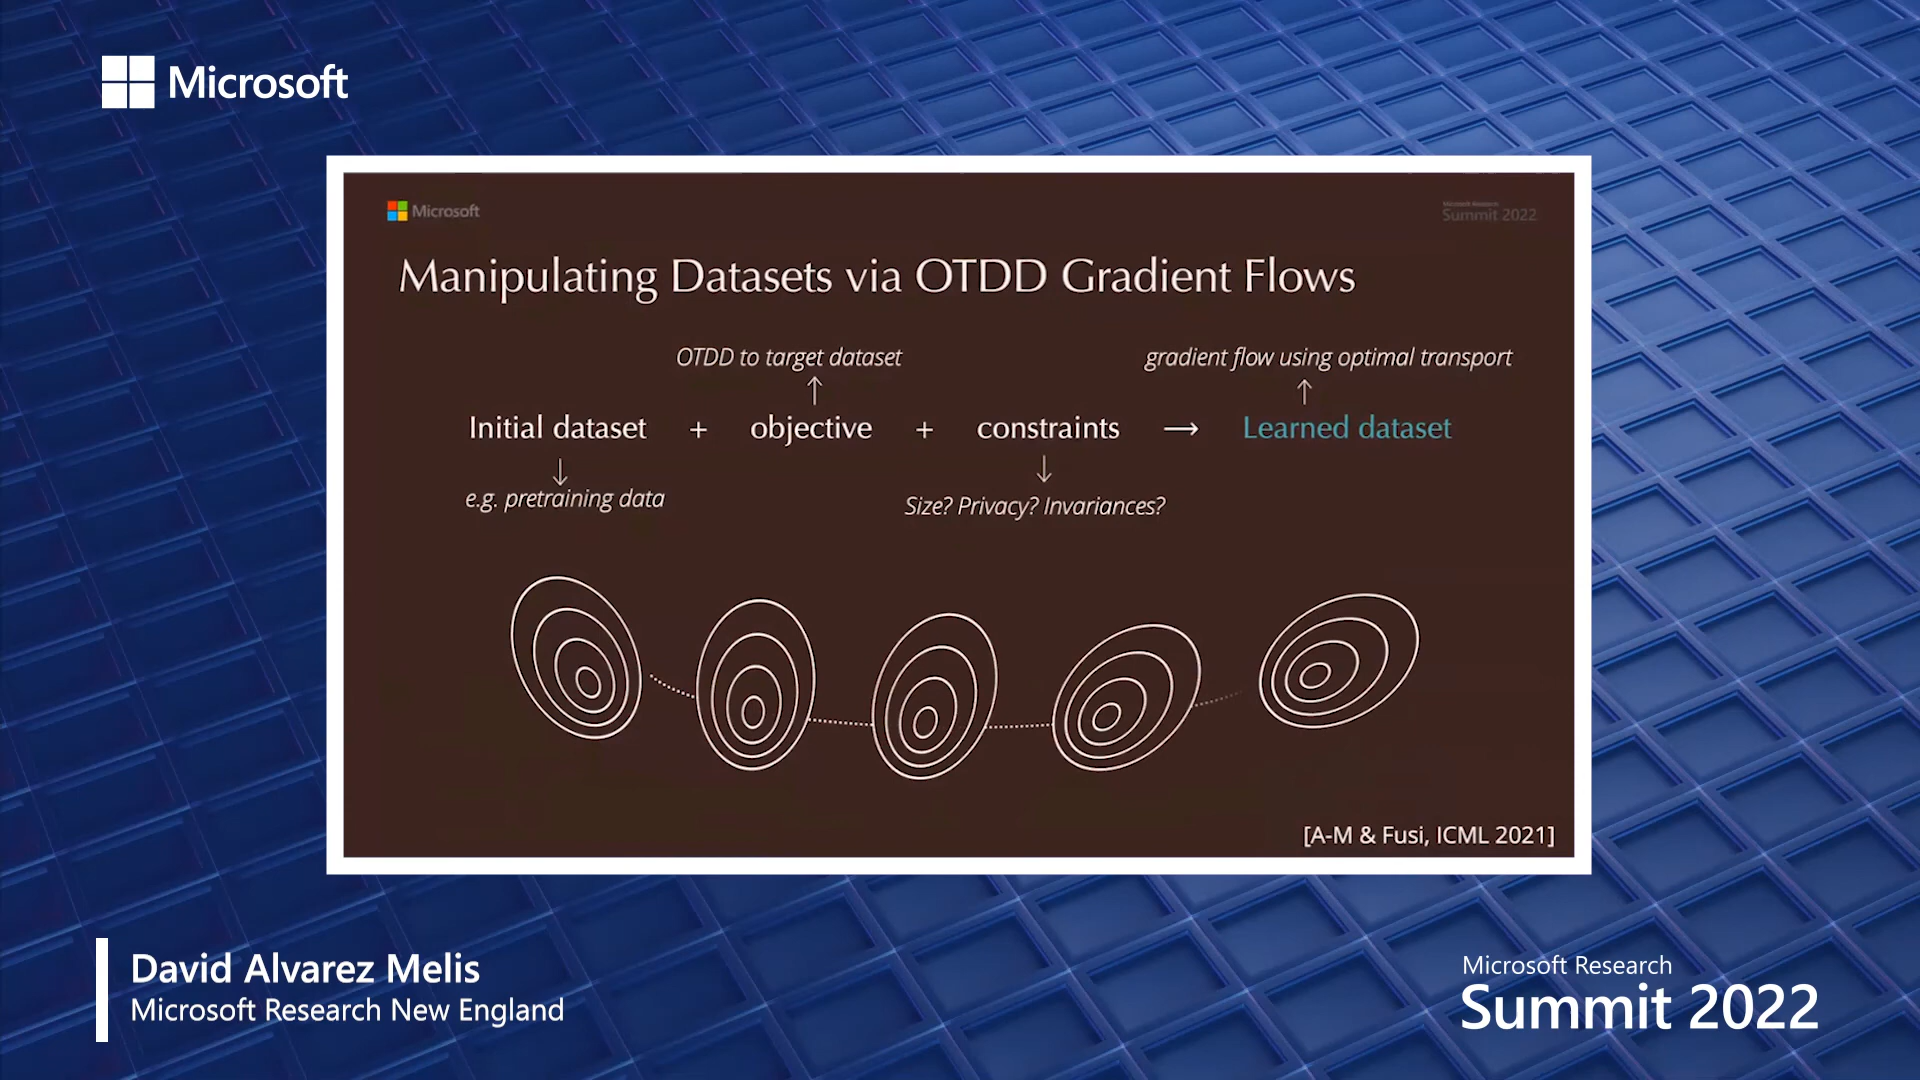 Microsoft
Microsoft
Microsoft Research
Summit 2022
Manipulating Datasets via OTDD Gradient Flows
OTDD to target dataset
gradient flow using optimal transport
↑ ↑
Initial dataset + objective + constraints → Learned dataset
↓ ↓
e.g. pretraining data
Size? Privacy? Invariances?
[A-M & Fusi, ICML 2021]
David Alvarez Melis
Microsoft Research New England
Microsoft Research
Summit 2022